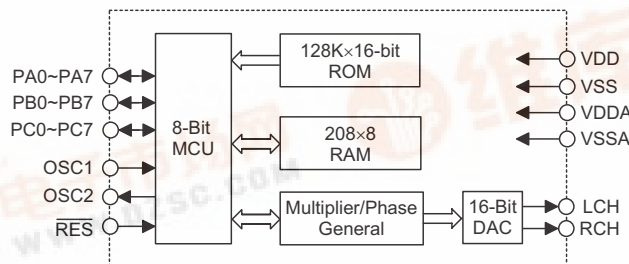 PA0~PA7
PB0~PB7
PC0~PC7
OSC1
OSC2
RES
8-Bit
MCU
128K×16-bit
ROM
208×8
RAM
Multiplier/Phase
General
16-Bit
DAC
VDD
VSS
VDDA
VSSA
LCH
RCH